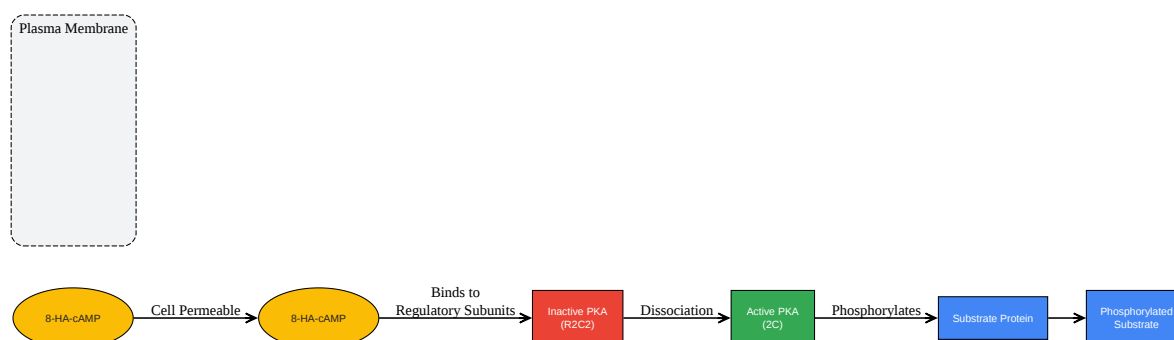 Plasma Membrane
8-HA-cAMP
Cell Permeable
8-HA-cAMP
Binds to
Regulatory Subunits
Inactive PKA
(R2C2)
Dissociation
Active PKA
(2C)
Phosphorylates
Substrate Protein
Phosphorylated
Substrate